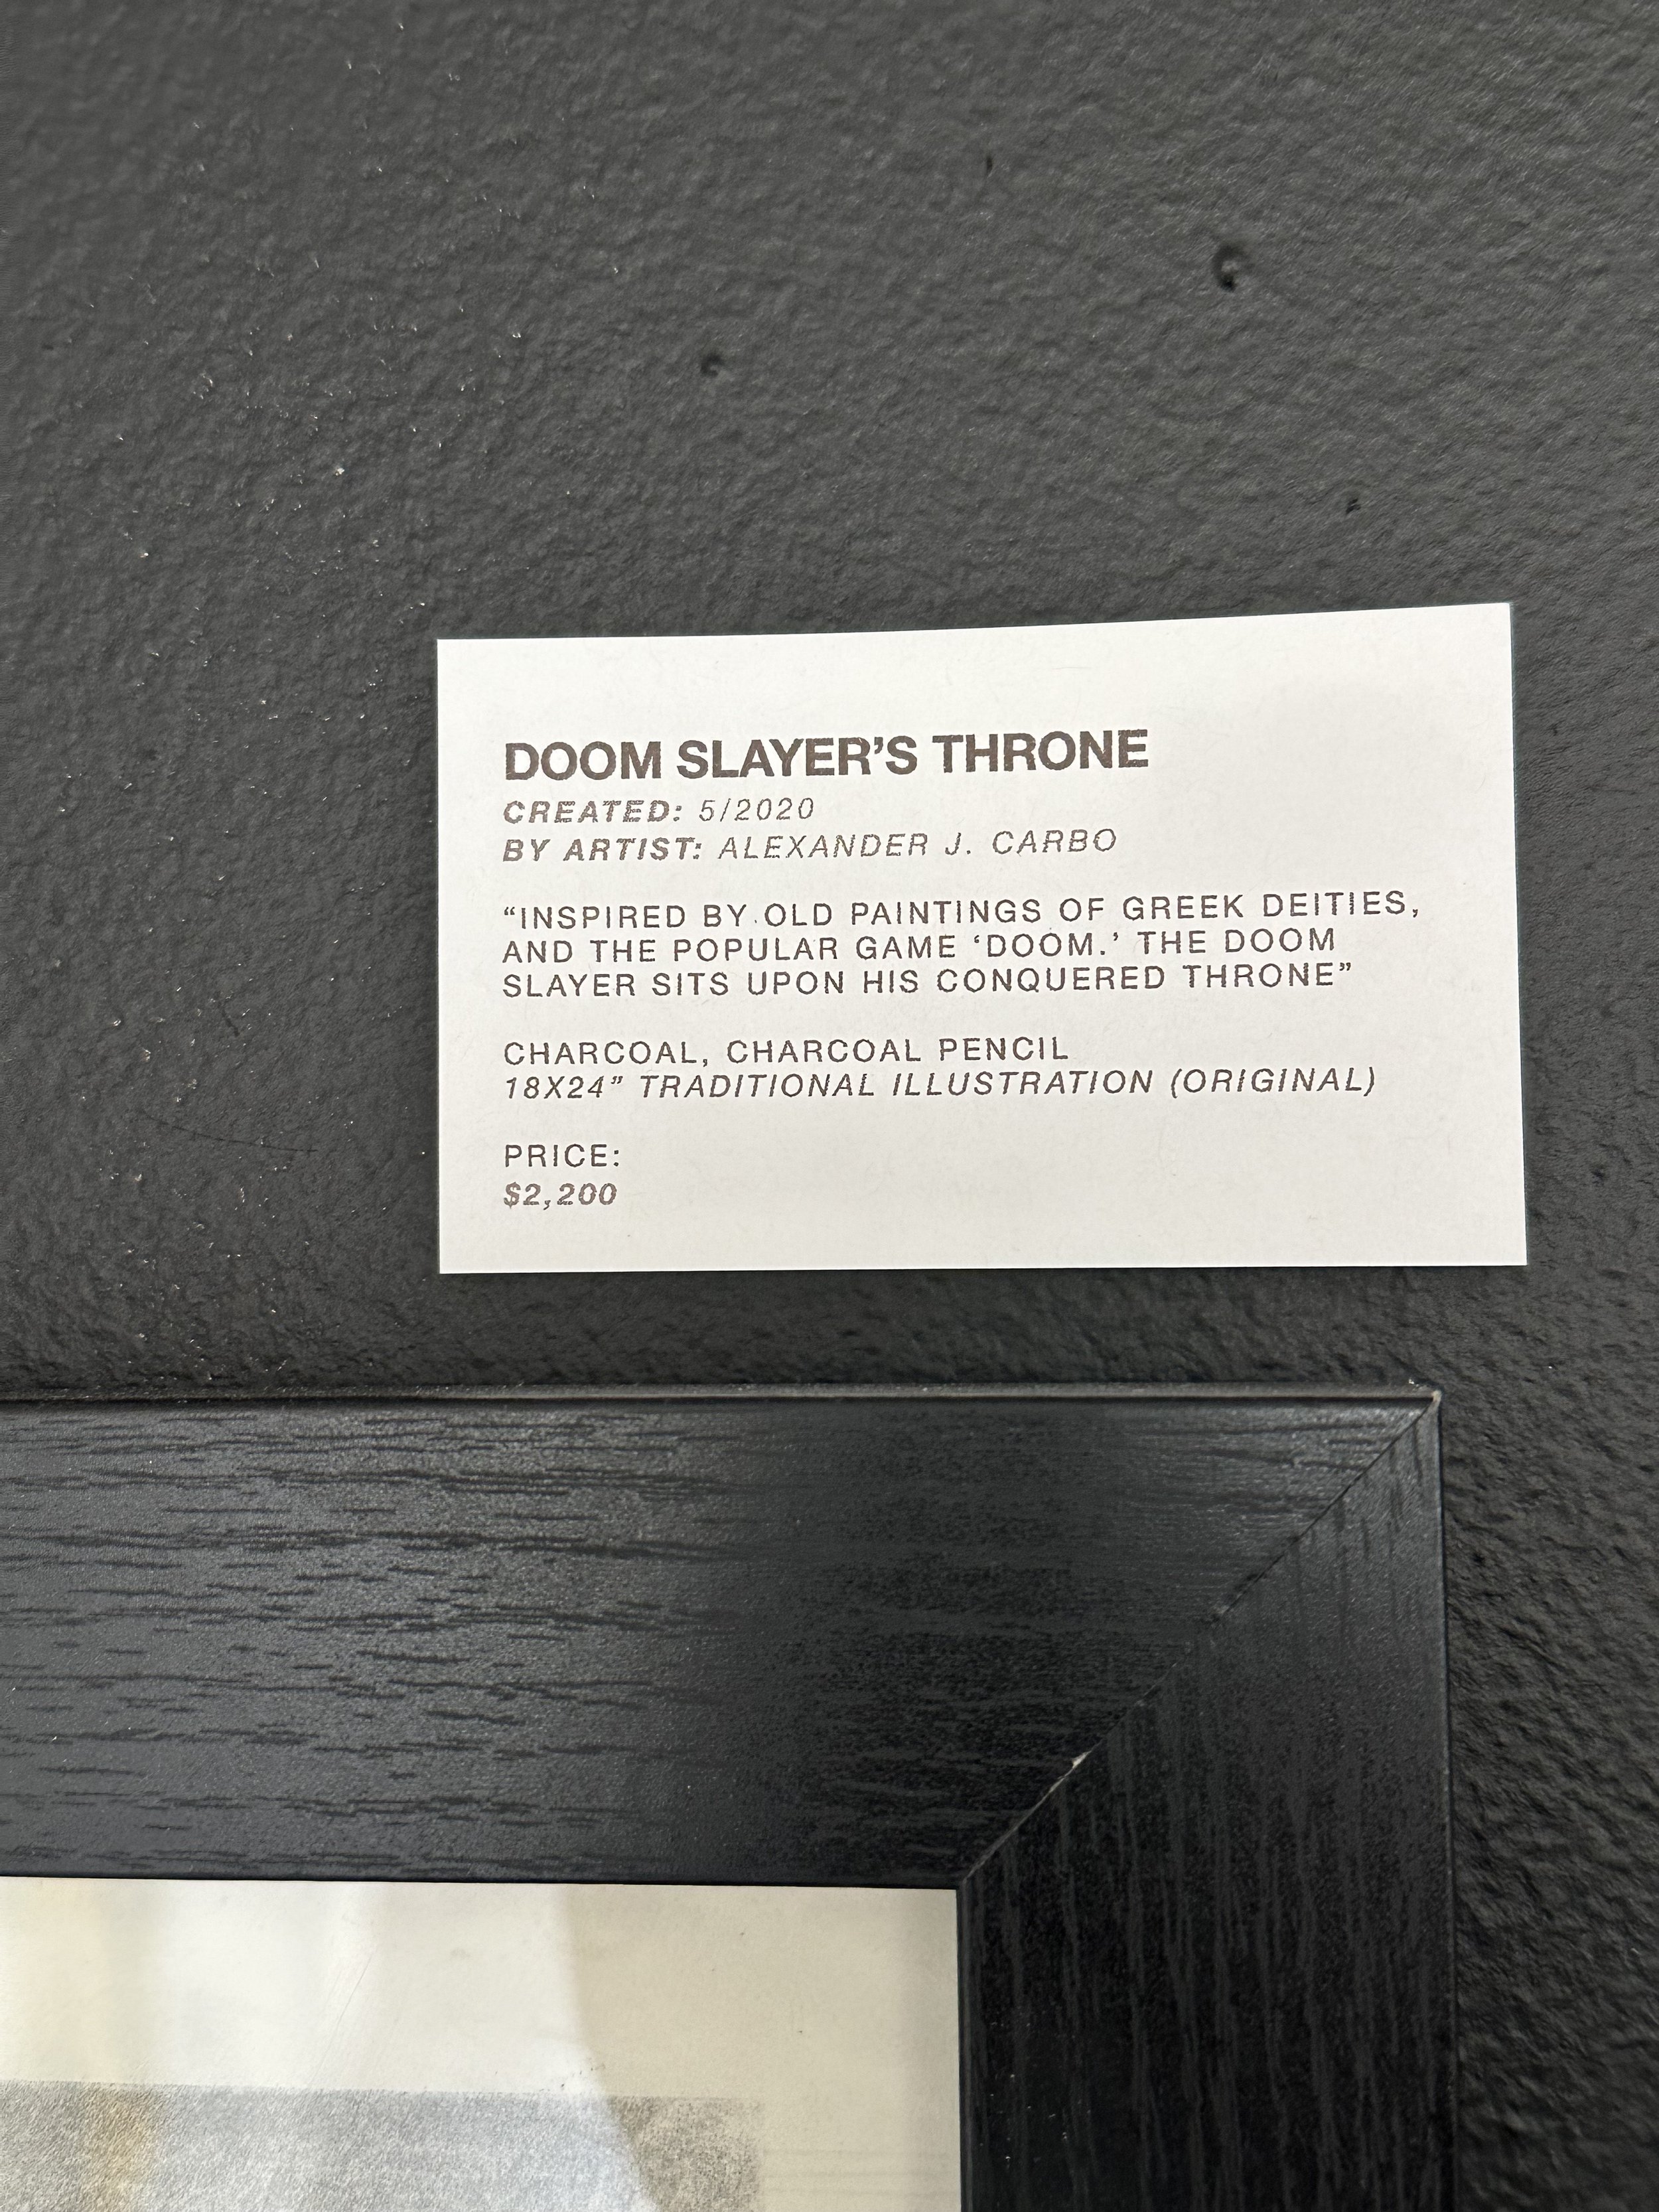 DOOM SLAYER’S THRONE
CREATED: 5/2020
BY ARTIST: ALEXANDER J. CARBO
“INSPIRED BY OLD PAINTINGS OF GREEK DEITIES,
AND THE POPULAR GAME ‘DOOM.’ THE DOOM
SLAYER SITS UPON HIS CONQUERED THRONE”
CHARCOAL, CHARCOAL PENCIL
18X24” TRADITIONAL ILLUSTRATION (ORIGINAL)
PRICE:
$2,200